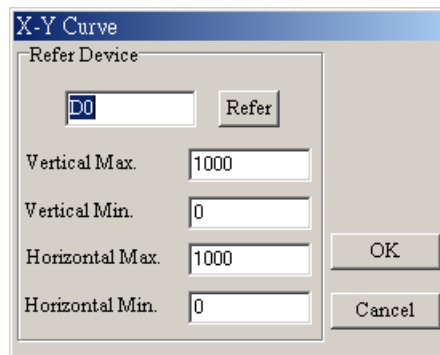 X-Y Curve
Refer Device
D0 Refer
Vertical Max. 1000
Vertical Min. 0
Horizontal Max. 1000
Horizontal Min. 0
OK
Cancel